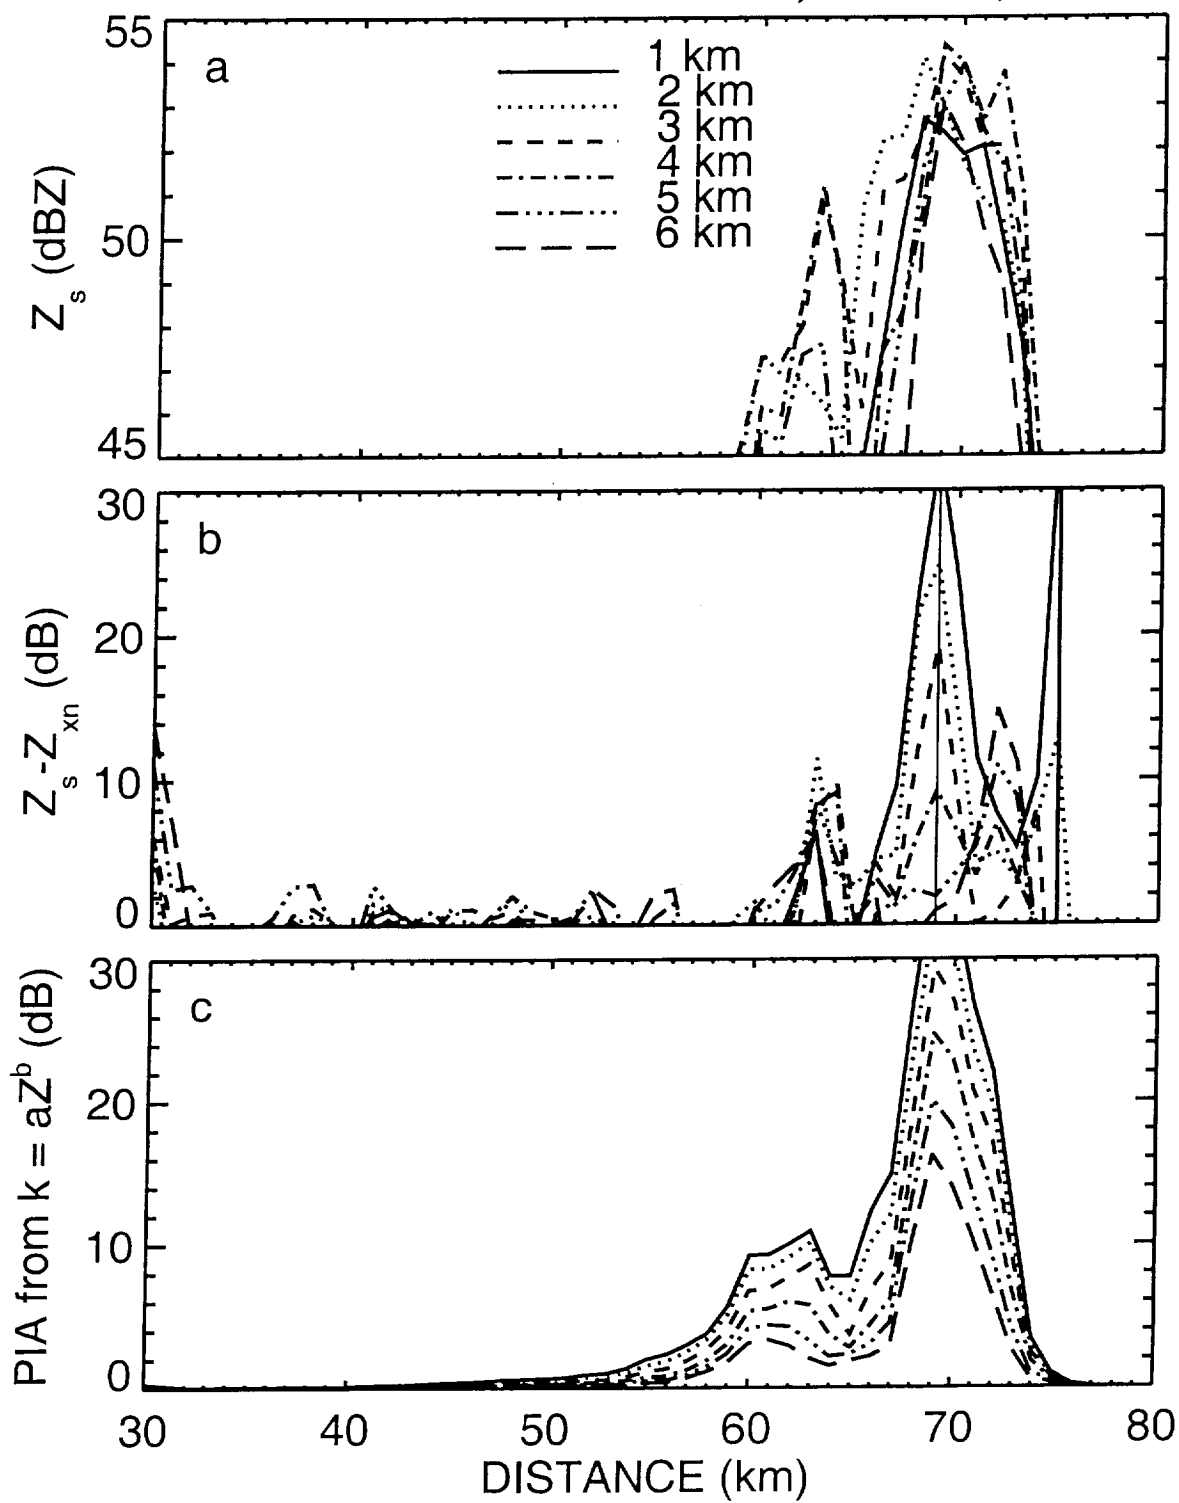 55
a
1 km
2 km
3 km
4 km
5 km
6 km
50
45
Z_s (dBZ)
30
b
20
10
0
Z_s-Z_xn (dB)
30
c
20
10
0
PIA from k = aZ^b (dB)
30 40 50 60 70 80
DISTANCE (km)